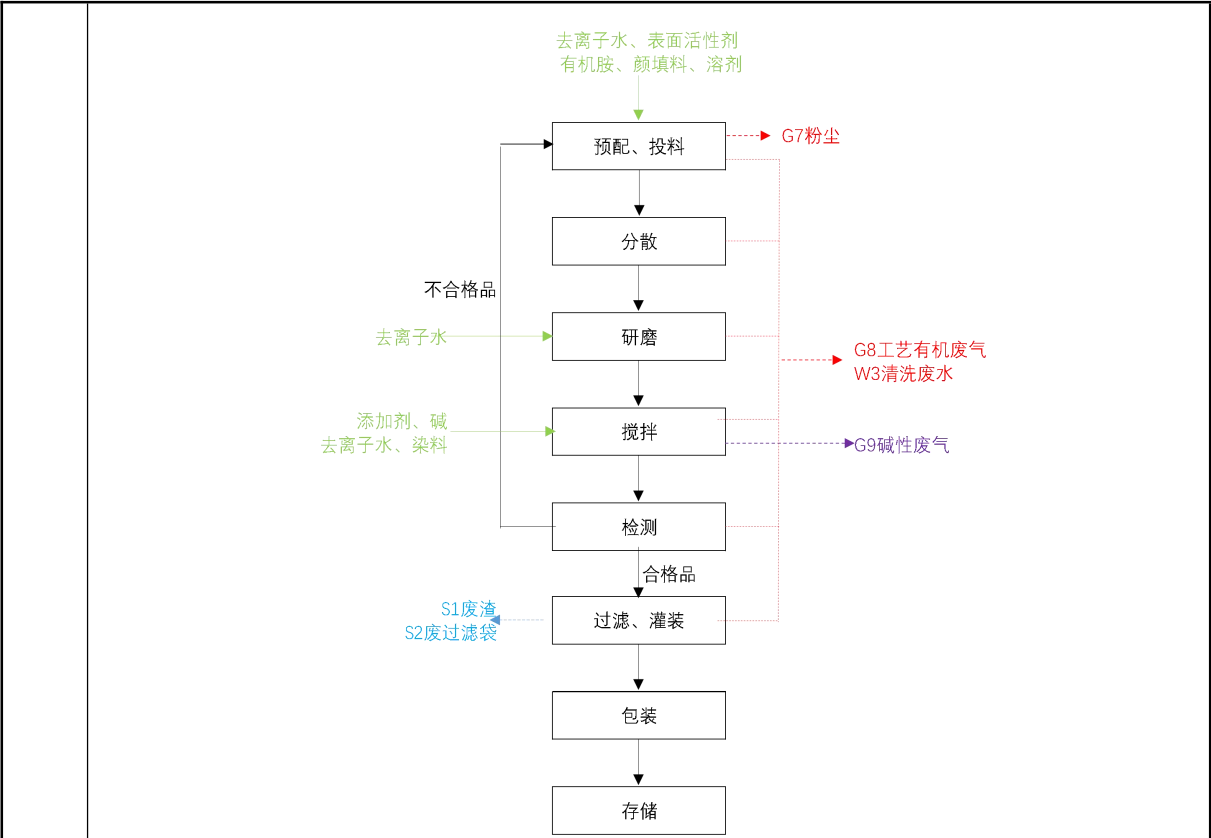 去离子水、表面活性剂
有机胺、颜填料、溶剂
预配、投料
G7粉尘
分散
不合格品
去离子水
研磨
G8工艺有机废气
W3清洗废水
添加剂、碱
去离子水、染料
搅拌
G9碱性废气
检测
合格品
S1废渣
S2废过滤袋
过滤、灌装
包装
存储